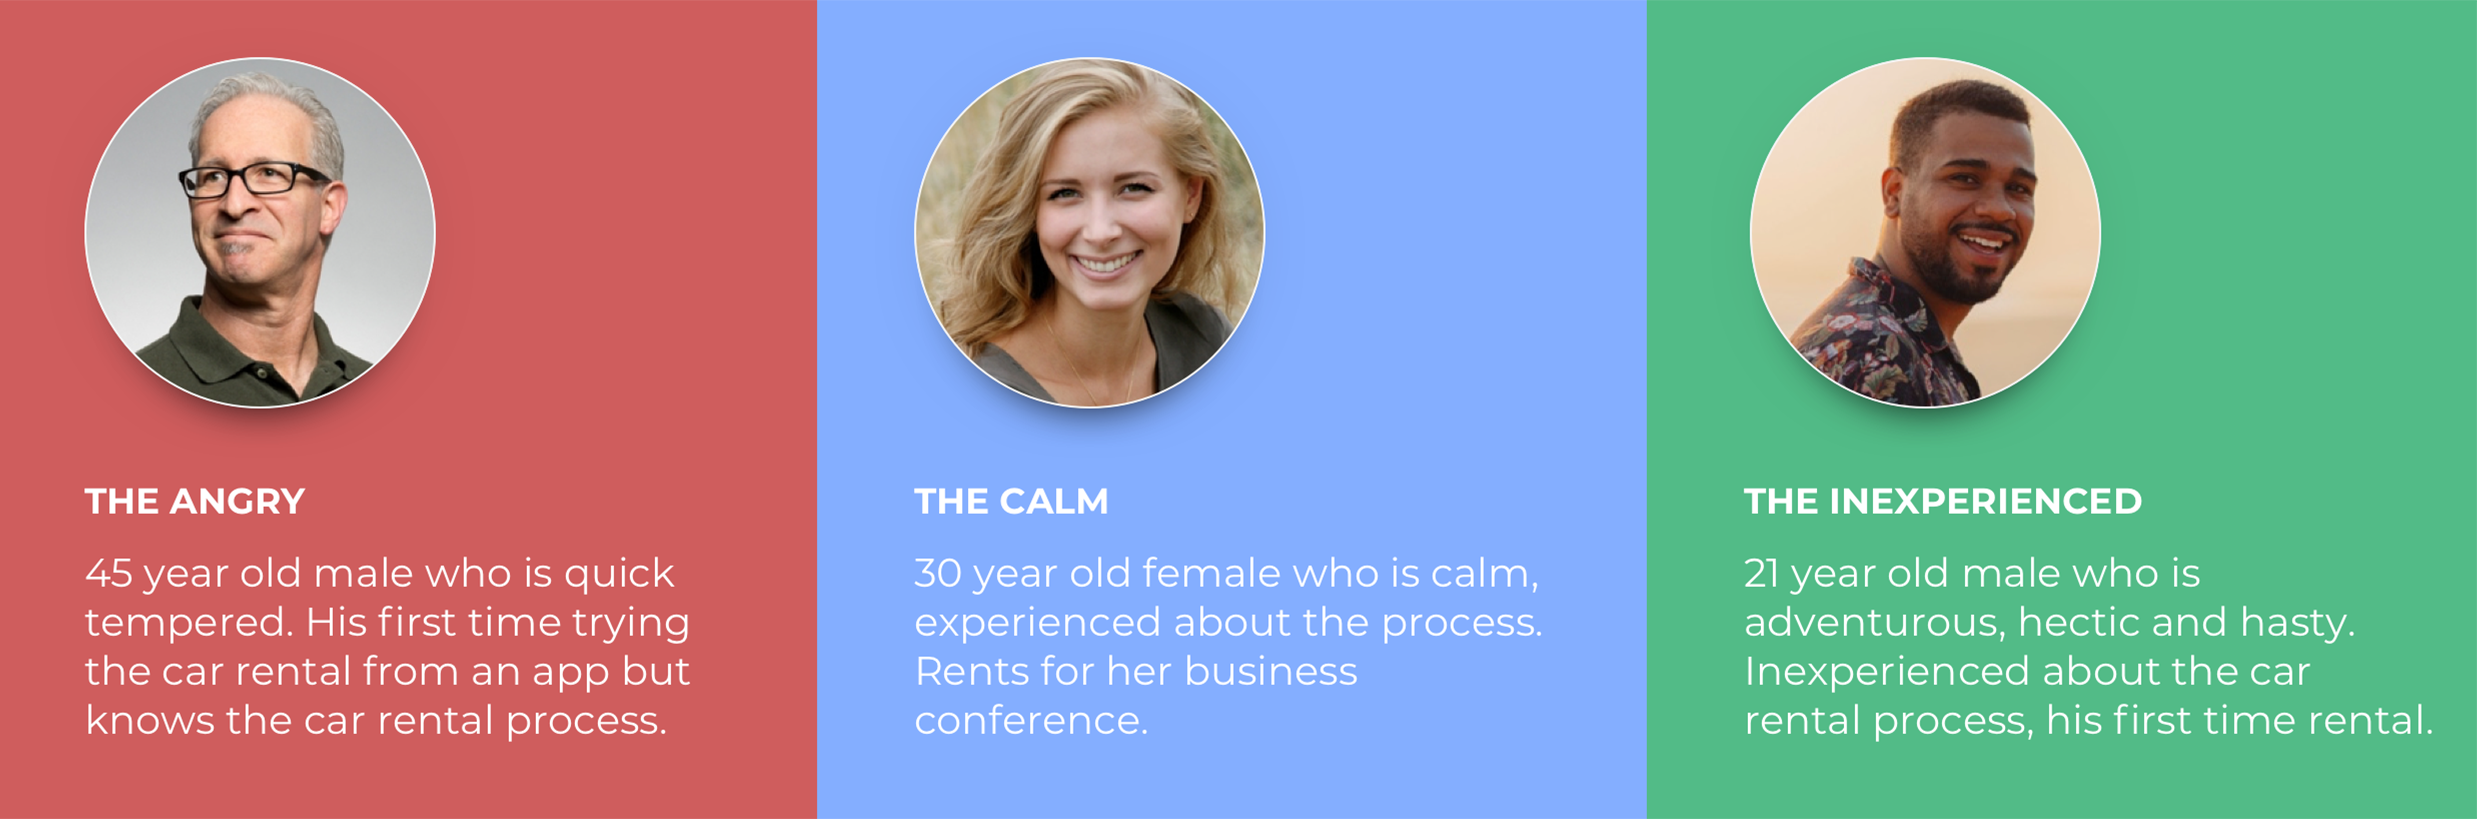 THE ANGRY
45 year old male who is quick
tempered. His first time trying
the car rental from an app but
knows the car rental process.
THE CALM
30 year old female who is calm,
experienced about the process.
Rents for her business
conference.
THE INEXPERIENCED
21 year old male who is
adventurous, hectic and hasty.
Inexperienced about the car
rental process, his first time rental.